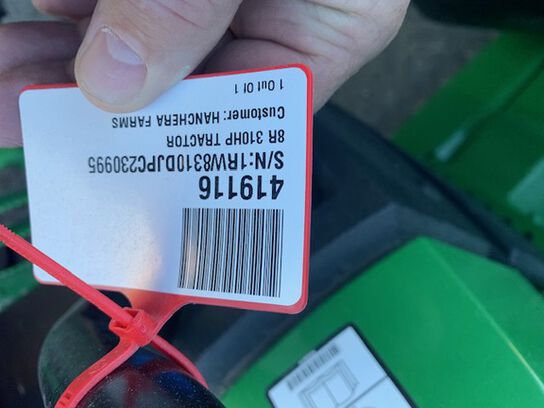 419116
S/N:1RW8310DJPC230995
8R 310HP TRACTOR
Customer: HANCHERA FARMS
1 Out Of 1